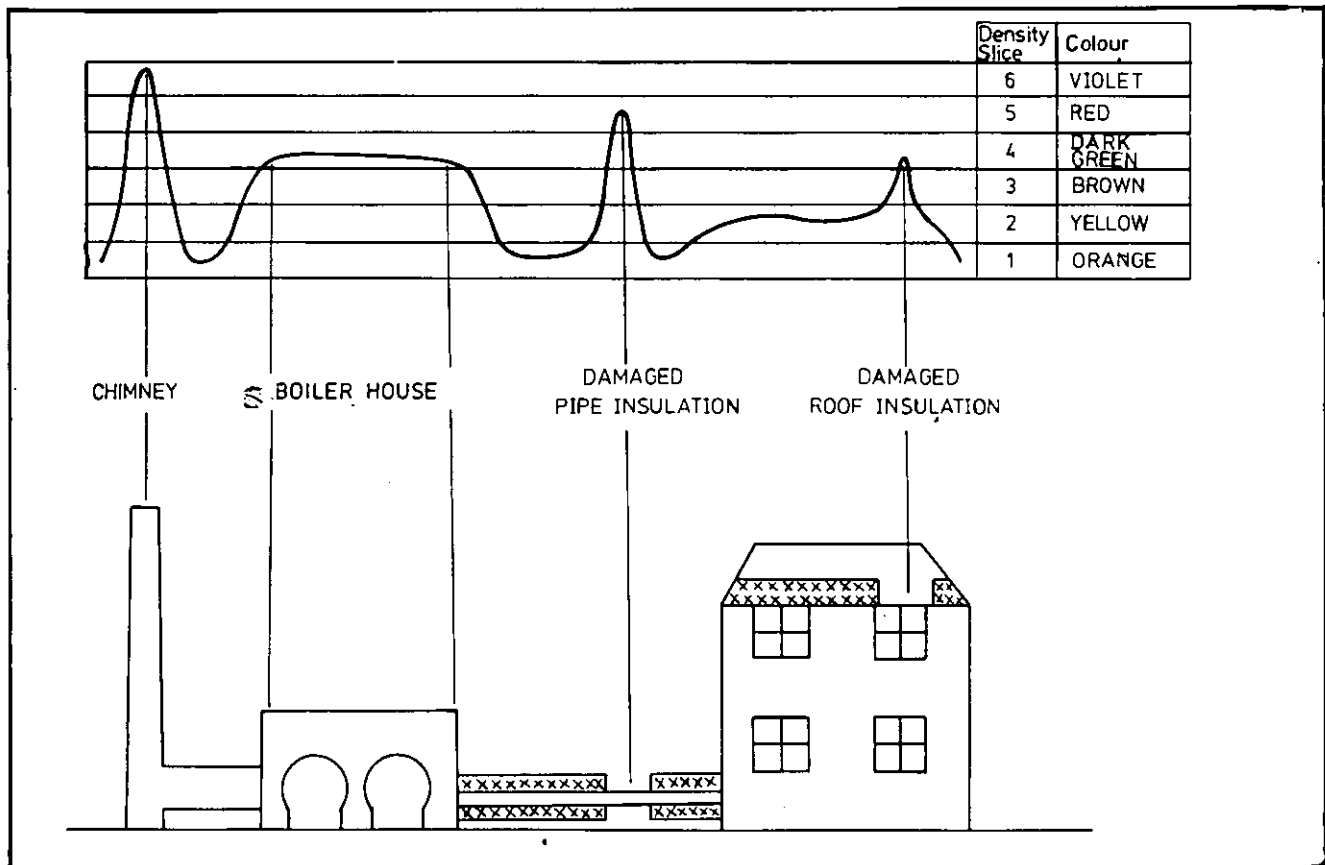 Density Slice Colour
6 VIOLET
5 RED
4 DARK GREEN
3 BROWN
2 YELLOW
1 ORANGE
CHIMNEY
BOILER HOUSE
DAMAGED
PIPE INSULATION
DAMAGED
ROOF INSULATION